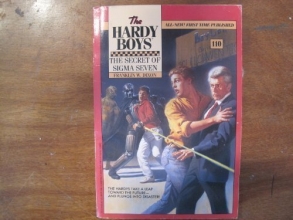 ALL-NEW! FIRST TIME PUBLISHED
The
HARDY
BOYS
110
THE SECRET OF
SIGMA SEVEN
FRANKLIN W. DIXON
THE HARDYS TAKE A LEAP
TOWARD THE FUTURE—
AND PLUNGE INTO DISASTER!